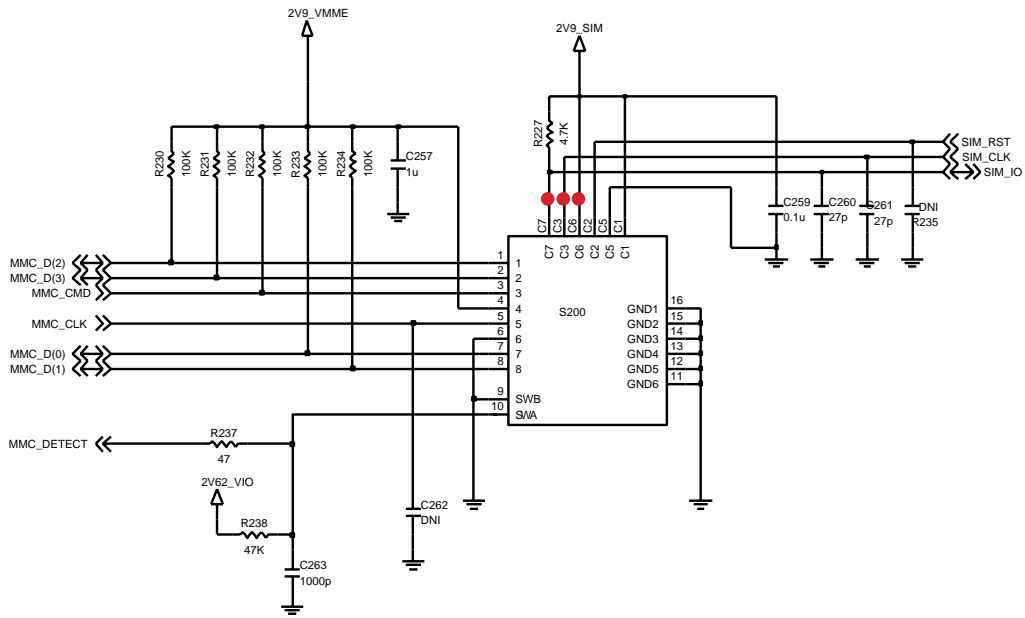 2V9_VMME
2V9_SIM
R230
100K
R231
100K
R232
100K
R233
100K
R234
100K
C257
1u
R227
4.7K
SIM_RST
SIM_CLK
SIM_IO
C259
0.1u
C260
27p
C261
27p
DNI
R235
C7
C3
C6
C2
C5
C1
C7
C3
C6
C2
C5
C1
MMC_D(2)
MMC_D(3)
MMC_CMD
MMC_CLK
MMC_D(0)
MMC_D(1)
1
2
3
4
5
6
7
8
9
10
1
2
3
4
5
6
7
8
SWB
SWA
S200
GND1
GND2
GND3
GND4
GND5
GND6
16
15
14
13
12
11
MMC_DETECT
R237
47
2V62_VIO
R238
47K
C262
DNI
C263
1000p